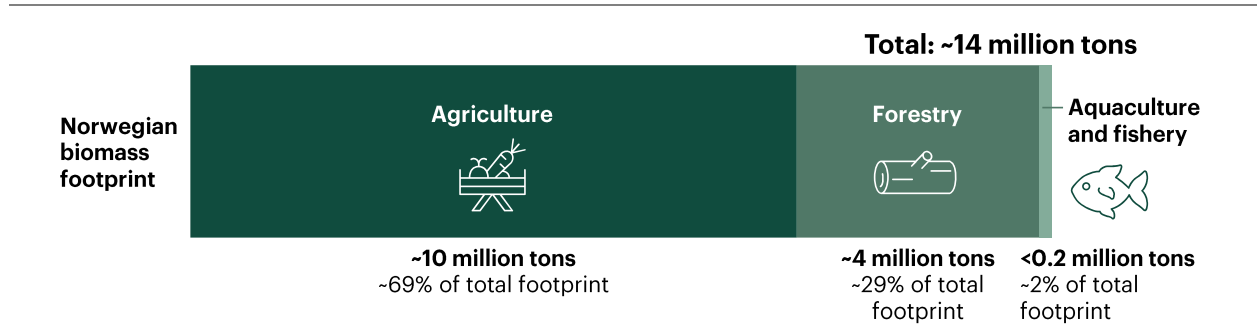 Total: ~14 million tons
Norwegian
biomass
footprint
Agriculture
Forestry
Aquaculture
and fishery
~10 million tons
~69% of total footprint
~4 million tons
~29% of total
footprint
<0.2 million tons
~2% of total
footprint